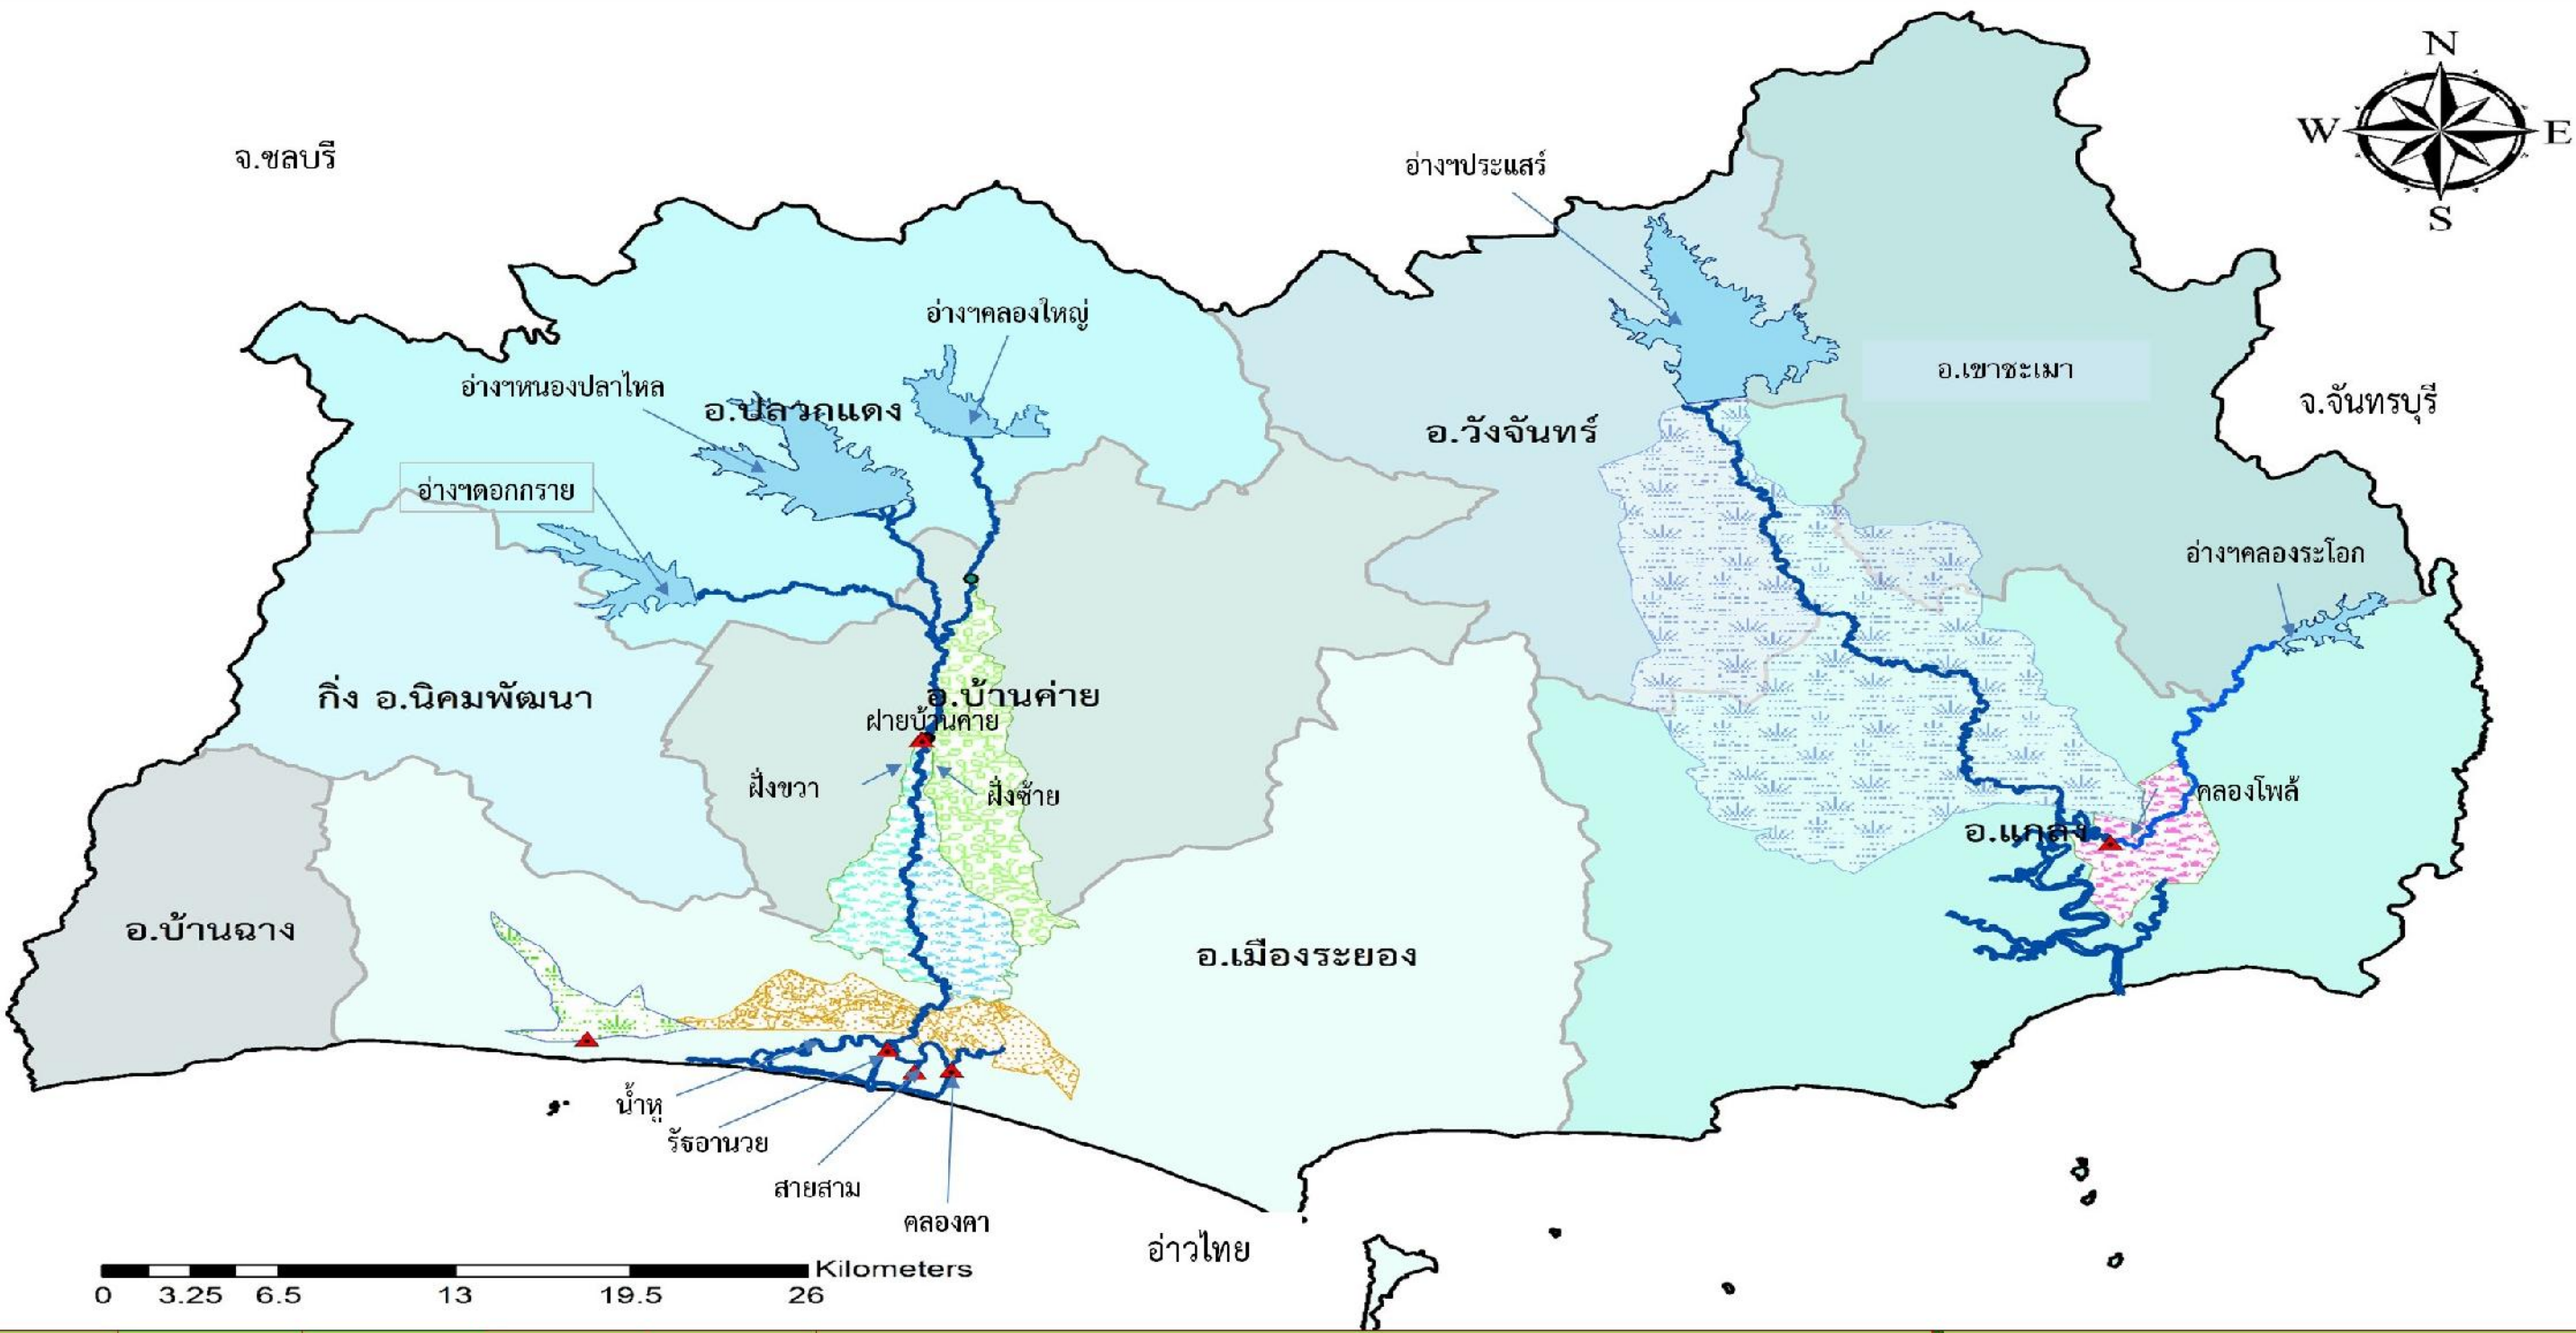 N
จ.ชลบุรี
อ่างฯประแสร์
W
E
S
อ่างฯคลองใหญ่
อ่างฯหนองปลาไหล
อ.ปลวกแดง
อ.เขาชะเมา
จ.จันทรบุรี
อ.วังจันทร์
อ่างฯดอกกราย
อ่างฯคลองระโอก
กิ่ง อ.นิคมพัฒนา
อ.บ้านค่าย
ฝายบ้านค่าย
ฝั่งขวา
ฝั่งซ้าย
คลองโพล้
อ.แกลง
อ.บ้านฉาง
อ.เมืองระยอง
น้ำหู
รัธอานวย
สายสาม
คลองคา
อ่าวไทย
Kilometers
0 3.25 6.5 13 19.5 26